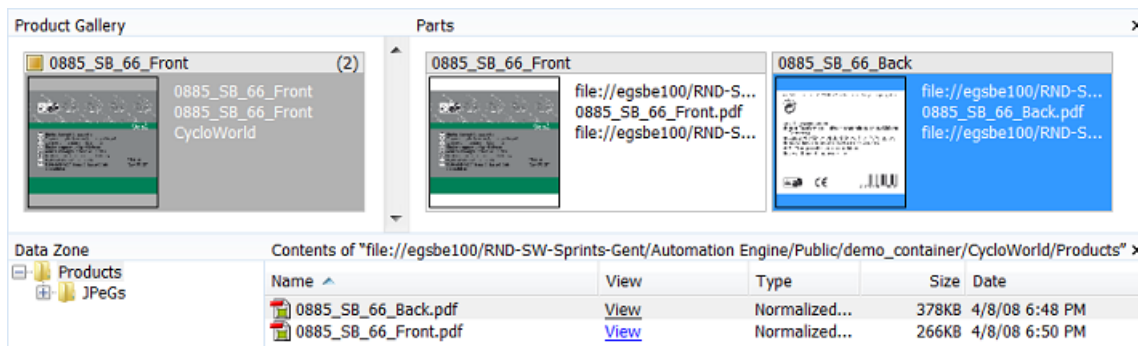 Product Gallery
Parts
0885_SB_66_Front (2)
0885_SB_66_Front
CycloWorld
0885_SB_66_Front
0885_SB_66_Front
file://egsbe100/RND-S...
0885_SB_66_Front.pdf
file://egsbe100/RND-S...
0885_SB_66_Back
file://egsbe100/RND-S...
0885_SB_66_Back.pdf
file://egsbe100/RND-S...
CE
Data Zone
Products
JPeGs
Contents of “file://egsbe100/RND-SW-Sprints-Gent/Automation Engine/Public/demo_container/CycloWorld/Products”
Name View Type Size Date
0885_SB_66_Back.pdf View Normalized... 378KB 4/8/08 6:48 PM
0885_SB_66_Front.pdf View Normalized... 266KB 4/8/08 6:50 PM